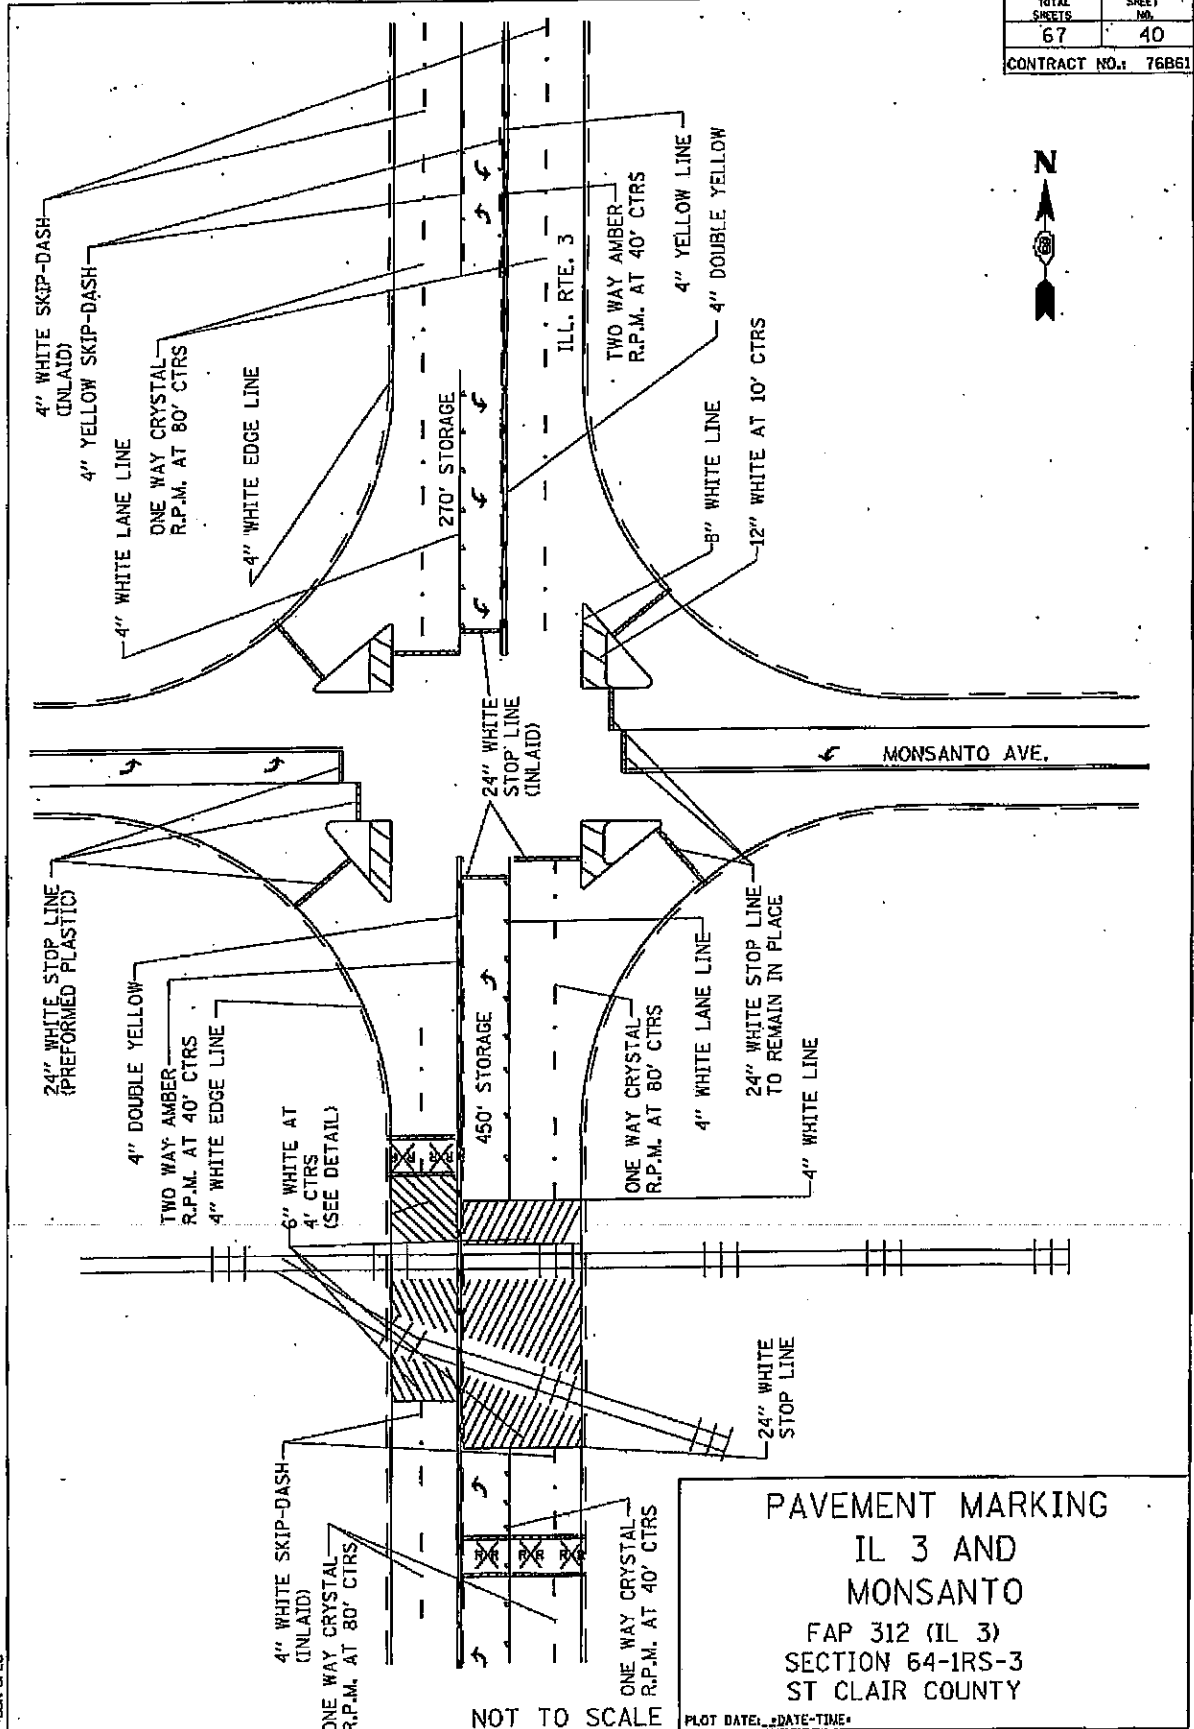 TOTAL SHEETS
SHEET NO.
67
40
CONTRACT NO.: 76B61
4" WHITE SKIP-DASH
(INLAID)
4" YELLOW SKIP-DASH
4" WHITE LANE LINE
ONE WAY CRYSTAL
R.P.M. AT 80' CTRS
4" WHITE EDGE LINE
270' STORAGE
ILL. RTE. 3
TWO WAY AMBER
R.P.M. AT 40' CTRS
4" YELLOW LINE
4" DOUBLE YELLOW
N
8" WHITE LINE
12" WHITE AT 10' CTRS
24" WHITE
STOP LINE
(INLAID)
MONSANTO AVE.
24" WHITE STOP LINE
(PREFORMED PLASTIC)
4" DOUBLE YELLOW
TWO WAY AMBER
R.P.M. AT 40' CTRS
4" WHITE EDGE LINE
6" WHITE AT
4' CTRS
(SEE DETAIL)
450' STORAGE
ONE WAY CRYSTAL
R.P.M. AT 80' CTRS
4" WHITE LANE LINE
24" WHITE STOP LINE
TO REMAIN IN PLACE
4" WHITE LINE
24" WHITE
STOP LINE
4" WHITE SKIP-DASH
(INLAID)
ONE WAY CRYSTAL
R.P.M. AT 80' CTRS
R R
R R
R R
R R
R R
ONE WAY CRYSTAL
R.P.M. AT 40' CTRS
NOT TO SCALE
PAVEMENT MARKING
IL 3 AND
MONSANTO
FAP 312 (IL 3)
SECTION 64-1RS-3
ST CLAIR COUNTY
PLOT DATE: DATE-TIME